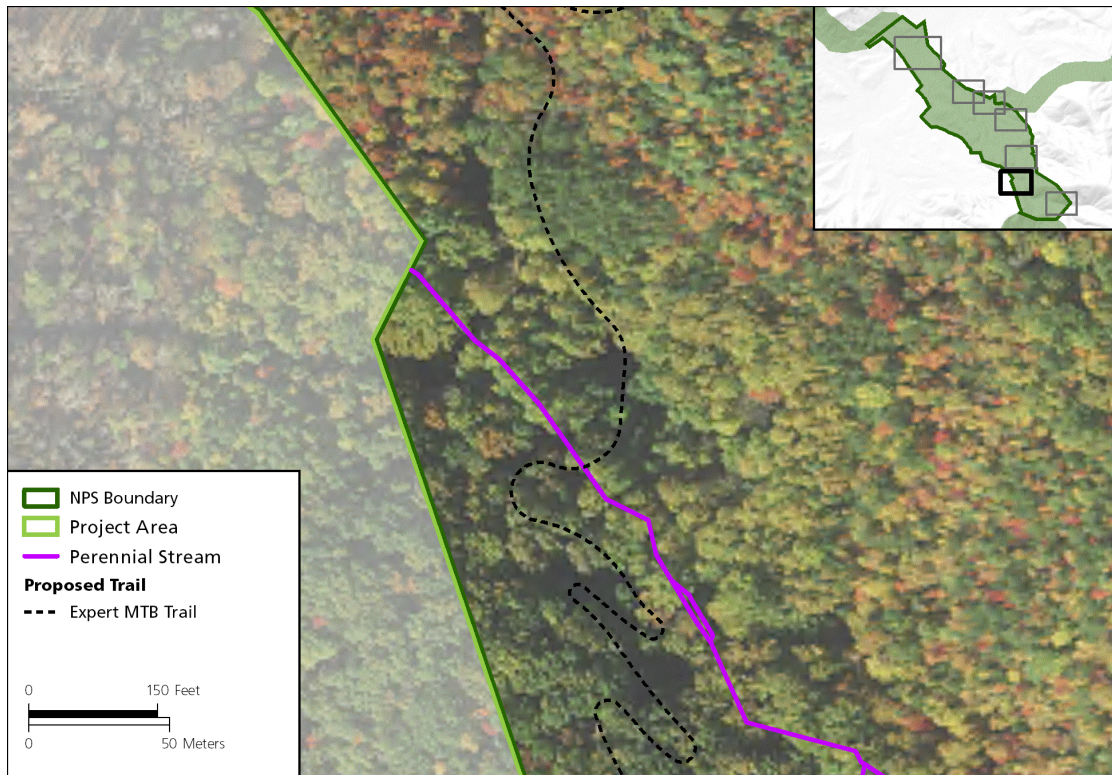 NPS Boundary
Project Area
Perennial Stream
Proposed Trail
Expert MTB Trail
0 150 Feet
0 50 Meters